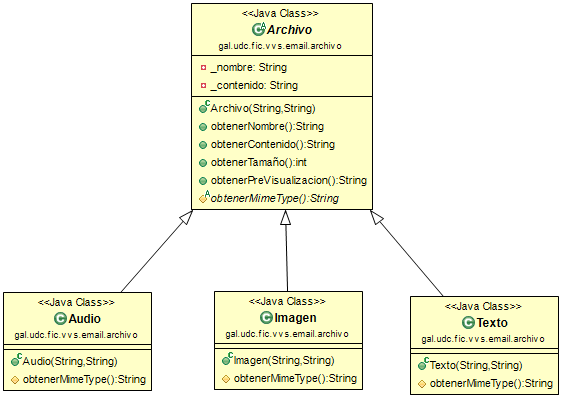 <<Java Class>>
Archivo
gal.udc.fic.vvs.email.archivo
_nombre: String
_contenido: String
Archivo(String,String)
obtenerNombre():String
obtenerContenido():String
obtenerTamaño():int
obtenerPreVisualizacion():String
obtenerMimeType():String
<<Java Class>>
Audio
gal.udc.fic.vvs.email.archivo
Audio(String,String)
obtenerMimeType():String
<<Java Class>>
Imagen
gal.udc.fic.vvs.email.archivo
Imagen(String,String)
obtenerMimeType():String
<<Java Class>>
Texto
gal.udc.fic.vvs.email.archivo
Texto(String,String)
obtenerMimeType():String